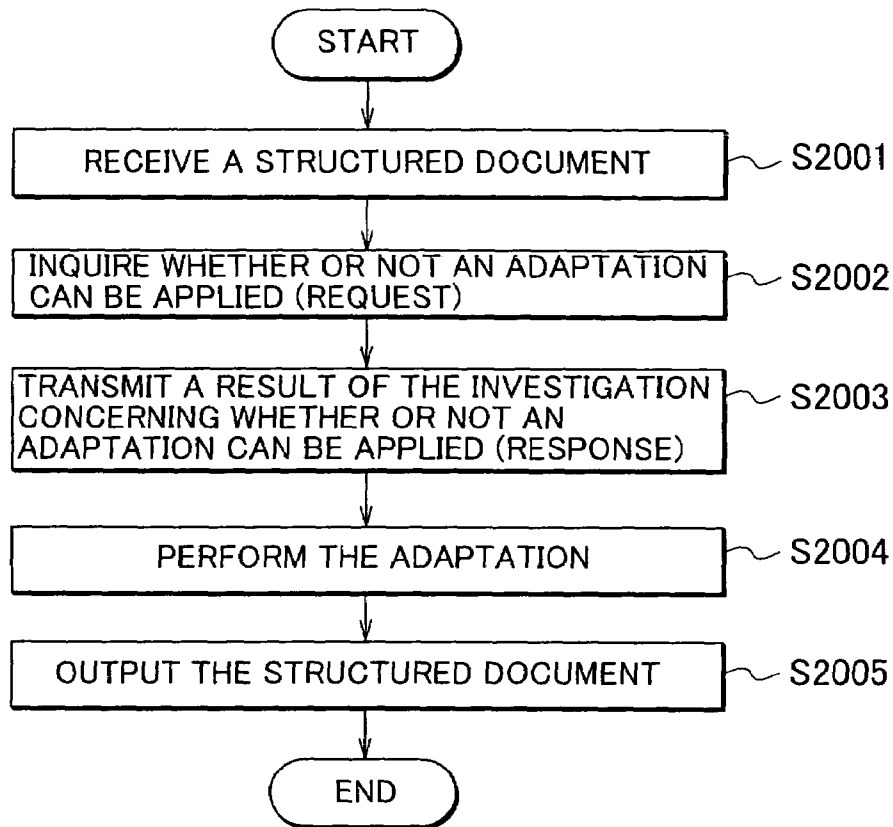 START
RECEIVE A STRUCTURED DOCUMENT
S2001
INQUIRE WHETHER OR NOT AN ADAPTATION
CAN BE APPLIED (REQUEST)
S2002
TRANSMIT A RESULT OF THE INVESTIGATION
CONCERNING WHETHER OR NOT AN
ADAPTATION CAN BE APPLIED (RESPONSE)
S2003
PERFORM THE ADAPTATION
S2004
OUTPUT THE STRUCTURED DOCUMENT
S2005
END